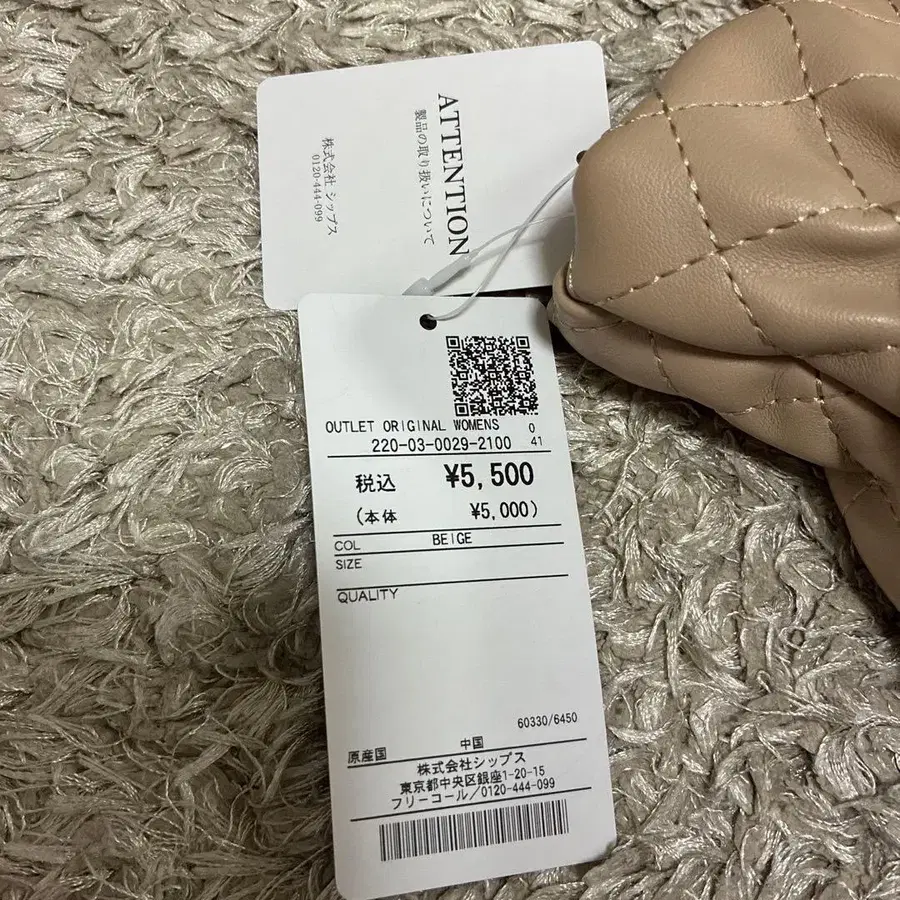 ATTENTION
製品の取り扱いについて
株式会社 シップス
0120-444-099
OUTLET ORIGINAL WOMENS 0
220-03-0029-2100 41
税込 ¥5,500
(本体 ¥5,000)
COL BEIGE
SIZE
QUALITY
60330/6450
原産国 中国
株式会社シップス
東京都中央区銀座1-20-15
フリーコール/0120-444-099